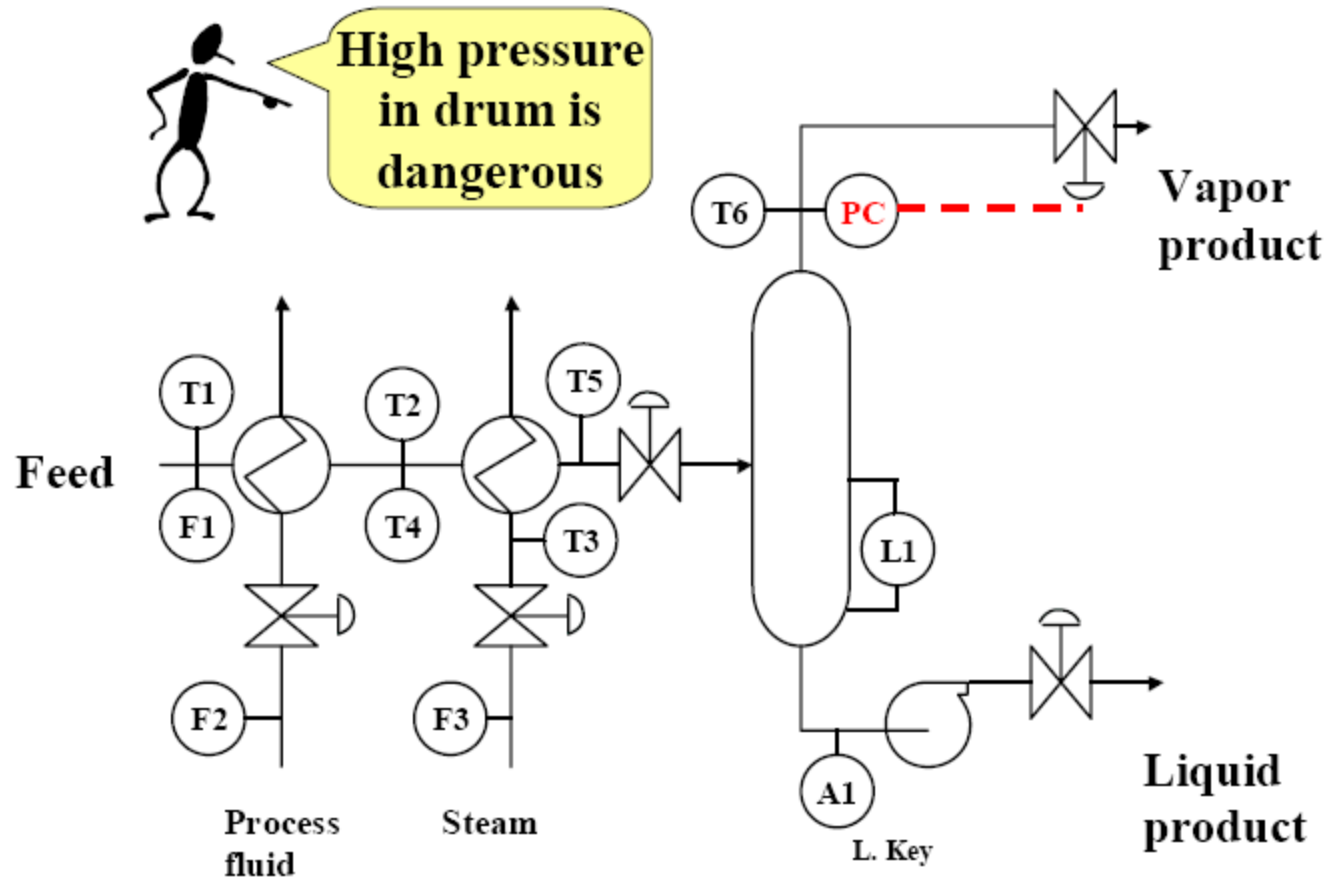 High pressure
in drum is
dangerous
T6
PC
Vapor
product
T1
T2
T5
Feed
F1
T4
T3
L1
F2
F3
A1
Process
fluid
Steam
L. Key
Liquid
product